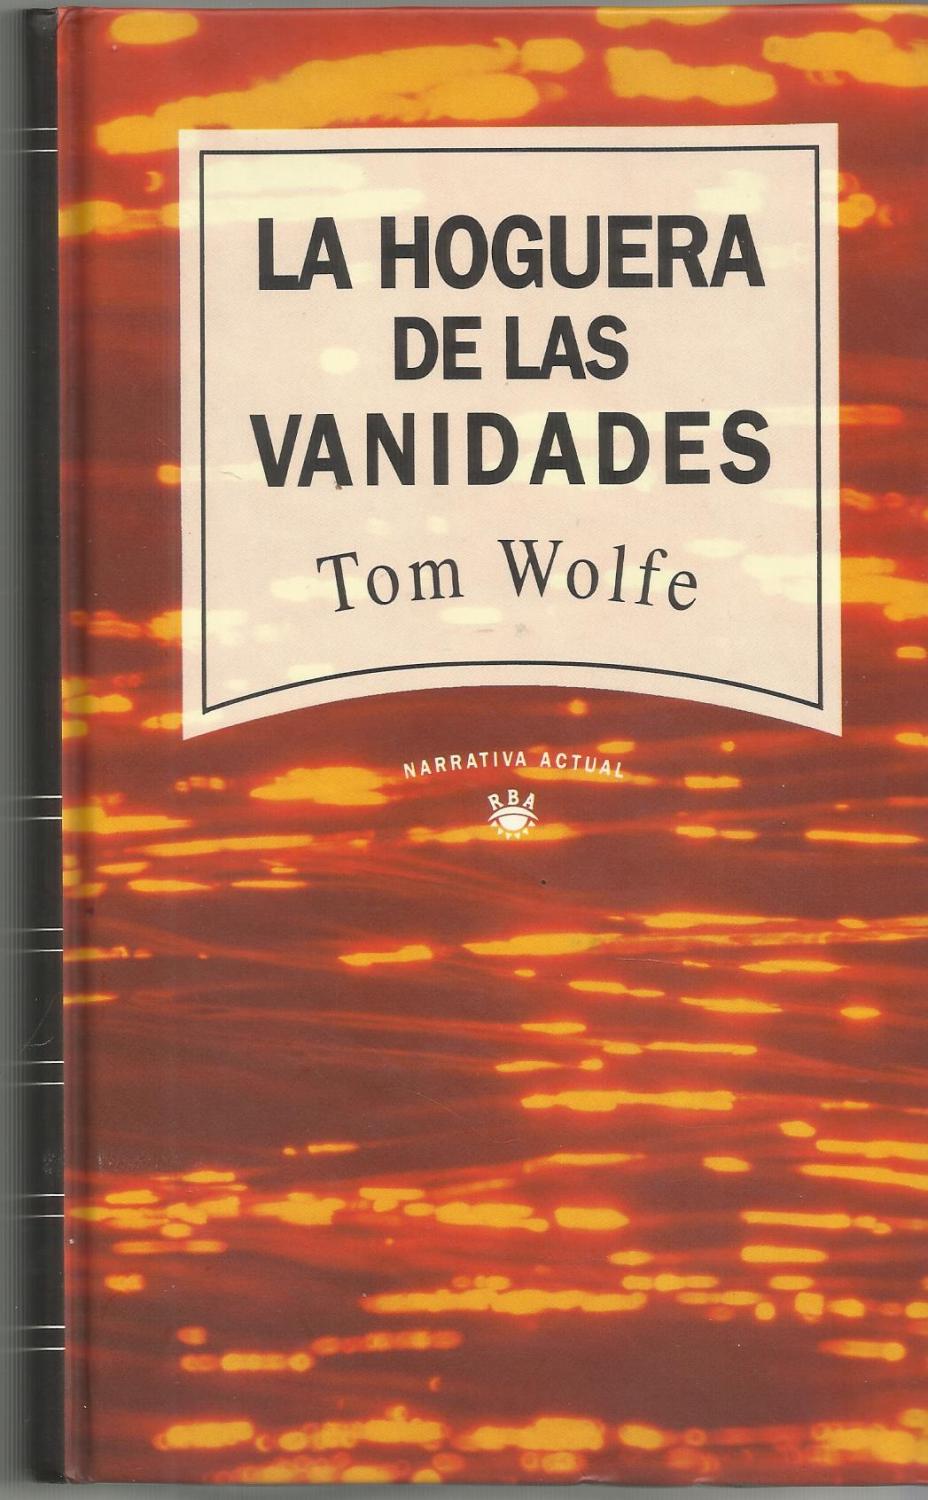 LA HOGUERA
DE LAS
VANIDADES
Tom Wolfe
NARRATIVA ACTUAL
RBA